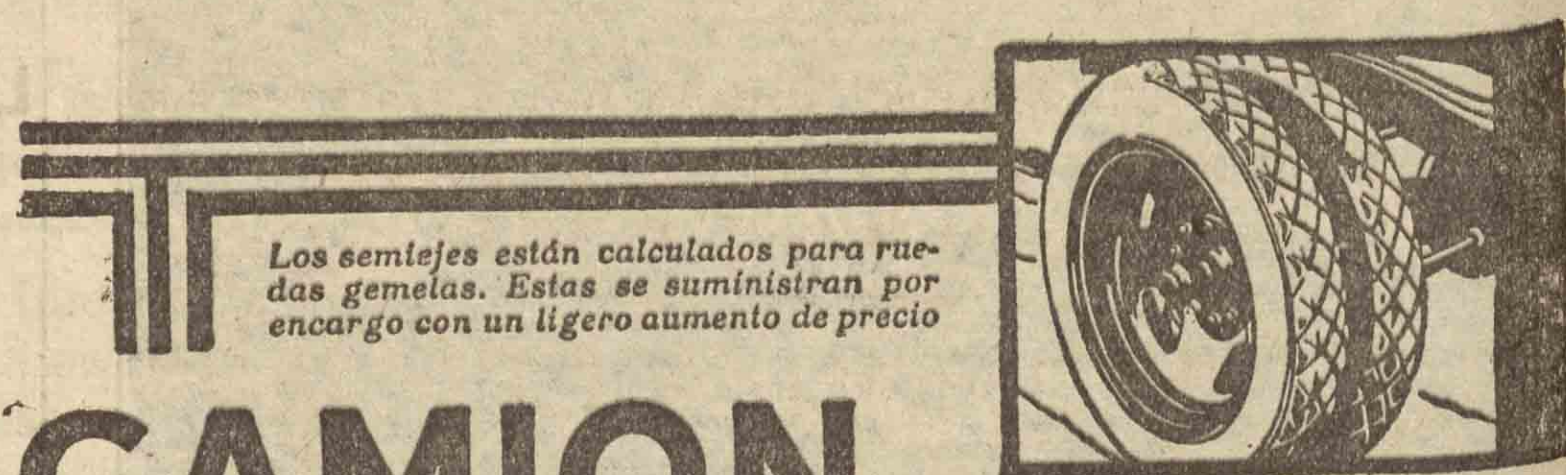 Los semiejes están calculados para rue-
das gemelas. Estas se suministran por
encargo con un ligero aumento de precio
CAMION